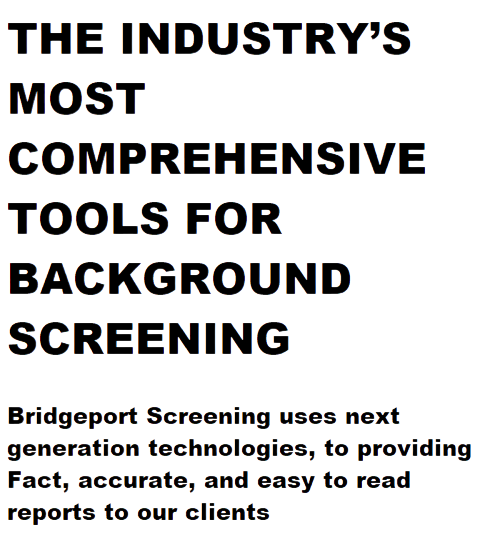 THE INDUSTRY’S
MOST
COMPREHENSIVE
TOOLS FOR
BACKGROUND
SCREENING
Bridgeport Screening uses next
generation technologies, to providing
Fact, accurate, and easy to read
reports to our clients